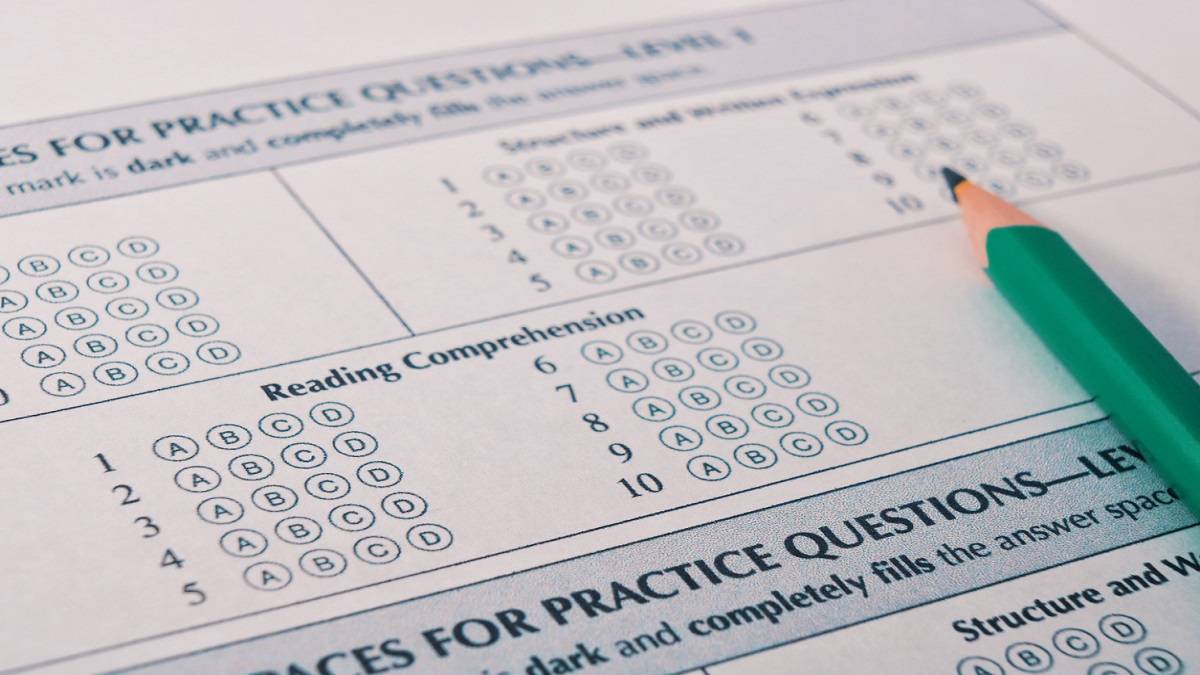 ES FOR PRACTICE QUESTIONS—LEVEL 1
mark is dark and completely fills the answer space.
B C D
A B C D
A B C D
A B C D
A B C D
Structure and Written Expression
1 A B C D
2 A B C D
3 A B C D
4 A B C D
5 A B C D
6 A B C D
7 A B C D
8 A B C D
9 A B C D
10 B C D
Reading Comprehension
1 A B C D
2 A B C D
3 A B C D
4 A B C D
5 A B C D
6 A B C D
7 A B C D
8 A B C D
9 A B C D
10 A B C D
PACES FOR PRACTICE QUESTIONS—LEV
is dark and completely fills the answer space
Structure and W
A B C D
C D